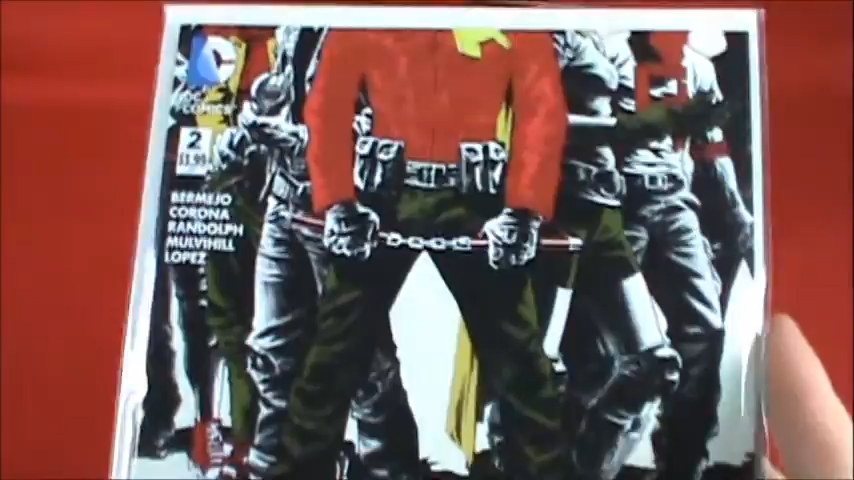 DC
COMICS
2
$3.99
BERMEJO
CORONA
RANDOLPH
MULVIHILL
LOPEZ